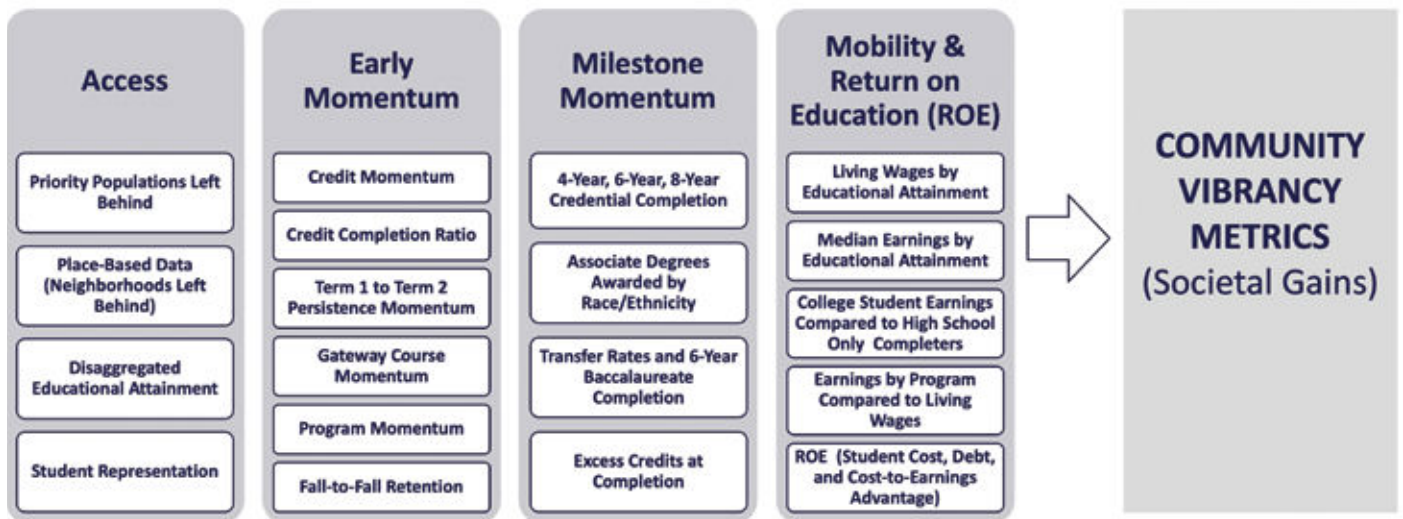 Access
Priority Populations Left
Behind
Place-Based Data
(Neighborhoods Left
Behind)
Disaggregated
Educational Attainment
Student Representation
Early
Momentum
Credit Momentum
Credit Completion Ratio
Term 1 to Term 2
Persistence Momentum
Gateway Course
Momentum
Program Momentum
Fall-to-Fall Retention
Milestone
Momentum
4-Year, 6-Year, 8-Year
Credential Completion
Associate Degrees
Awarded by
Race/Ethnicity
Transfer Rates and 6-Year
Baccalaureate
Completion
Excess Credits at
Completion
Mobility &
Return on
Education (ROE)
Living Wages by
Educational Attainment
Median Earnings by
Educational Attainment
College Student Earnings
Compared to High School
Only Completers
Earnings by Program
Compared to Living
Wages
ROE (Student Cost, Debt,
and Cost-to-Earnings
Advantage)
COMMUNITY
VIBRANCY
METRICS
(Societal Gains)